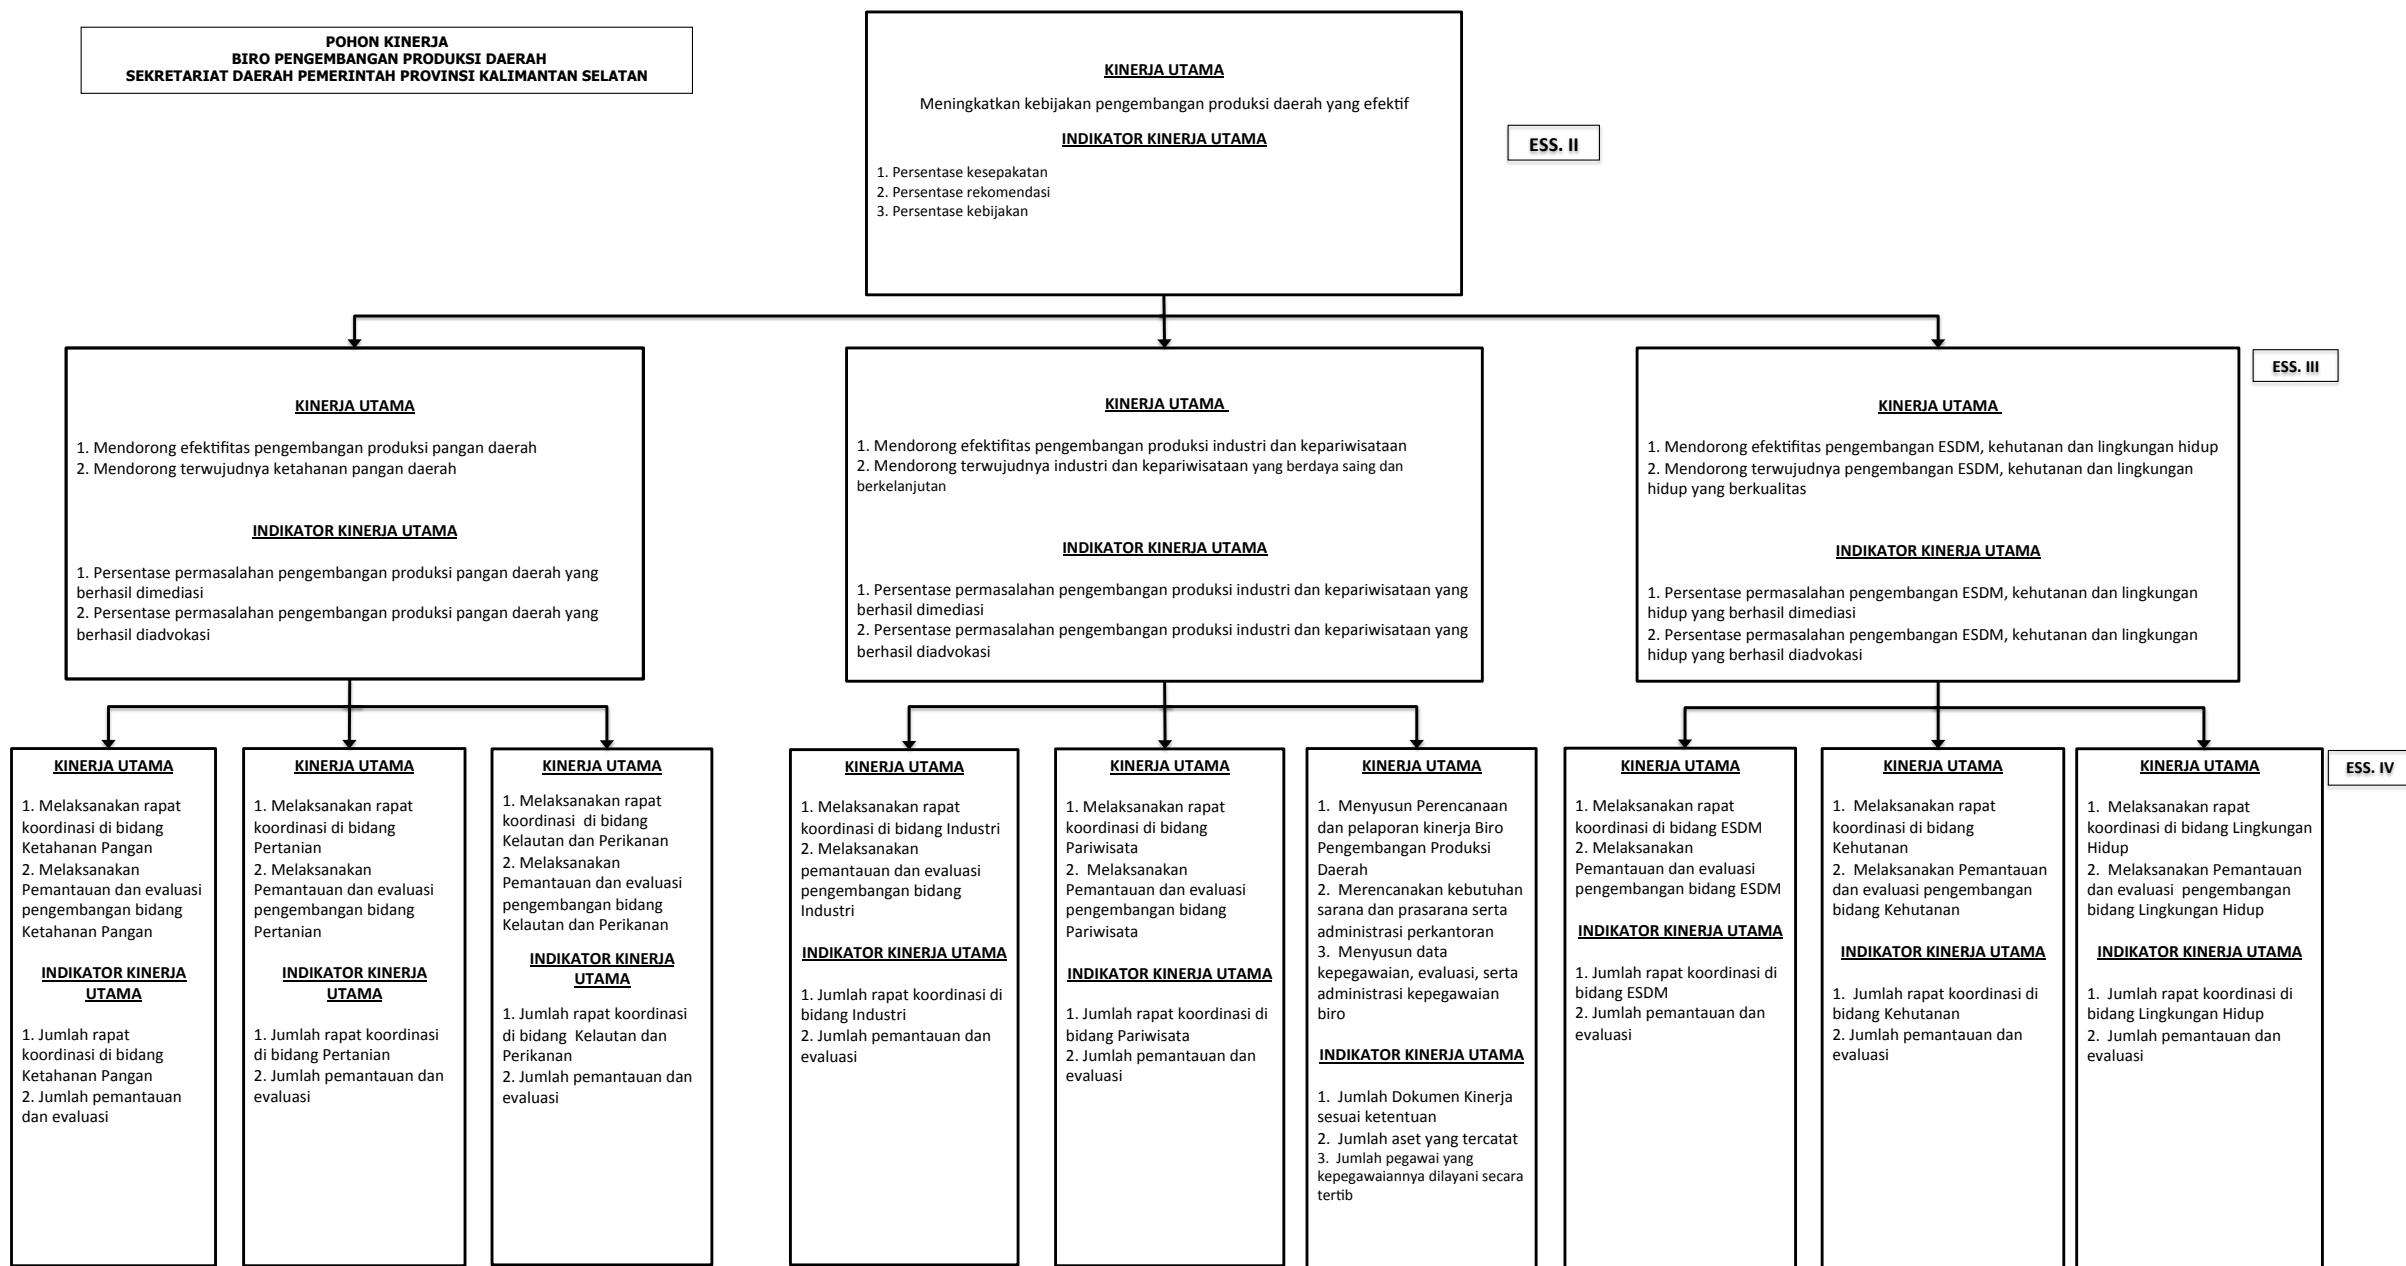 POHON KINERJA
BIRO PENGEMBANGAN PRODUKSI DAERAH
SEKRETARIAT DAERAH PEMERINTAH PROVINSI KALIMANTAN SELATAN
KINERJA UTAMA
Meningkatkan kebijakan pengembangan produksi daerah yang efektif
INDIKATOR KINERJA UTAMA
1. Persentase kesepakatan
2. Persentase rekomendasi
3. Persentase kebijakan
ESS. II
KINERJA UTAMA
1. Mendorong efektifitas pengembangan produksi pangan daerah
2. Mendorong terwujudnya ketahanan pangan daerah
INDIKATOR KINERJA UTAMA
1. Persentase permasalahan pengembangan produksi pangan daerah yang
berhasil dimediasi
2. Persentase permasalahan pengembangan produksi pangan daerah yang
berhasil diadvokasi
KINERJA UTAMA
1. Mendorong efektifitas pengembangan produksi industri dan kepariwisataan
2. Mendorong terwujudnya industri dan kepariwisataan yang berdaya saing dan
berkelanjutan
INDIKATOR KINERJA UTAMA
1. Persentase permasalahan pengembangan produksi industri dan kepariwisataan yang
berhasil dimediasi
2. Persentase permasalahan pengembangan produksi industri dan kepariwisataan yang
berhasil diadvokasi
KINERJA UTAMA
1. Mendorong efektifitas pengembangan ESDM, kehutanan dan lingkungan hidup
2. Mendorong terwujudnya pengembangan ESDM, kehutanan dan lingkungan
hidup yang berkualitas
INDIKATOR KINERJA UTAMA
1. Persentase permasalahan pengembangan ESDM, kehutanan dan lingkungan
hidup yang berhasil dimediasi
2. Persentase permasalahan pengembangan ESDM, kehutanan dan lingkungan
hidup yang berhasil diadvokasi
ESS. III
KINERJA UTAMA
1. Melaksanakan rapat
koordinasi di bidang
Ketahanan Pangan
2. Melaksanakan
Pemantauan dan evaluasi
pengembangan bidang
Ketahanan Pangan
INDIKATOR KINERJA
UTAMA
1. Jumlah rapat
koordinasi di bidang
Ketahanan Pangan
2. Jumlah pemantauan
dan evaluasi
KINERJA UTAMA
1. Melaksanakan rapat
koordinasi di bidang
Pertanian
2. Melaksanakan
Pemantauan dan evaluasi
pengembangan bidang
Pertanian
INDIKATOR KINERJA
UTAMA
1. Jumlah rapat koordinasi
di bidang Pertanian
2. Jumlah pemantauan dan
evaluasi
KINERJA UTAMA
1. Melaksanakan rapat
koordinasi di bidang
Kelautan dan Perikanan
2. Melaksanakan
Pemantauan dan evaluasi
pengembangan bidang
Kelautan dan Perikanan
INDIKATOR KINERJA
UTAMA
1. Jumlah rapat koordinasi
di bidang Kelautan dan
Perikanan
2. Jumlah pemantauan dan
evaluasi
KINERJA UTAMA
1. Melaksanakan rapat
koordinasi di bidang Industri
2. Melaksanakan
pemantauan dan evaluasi
pengembangan bidang
Industri
INDIKATOR KINERJA UTAMA
1. Jumlah rapat koordinasi di
bidang Industri
2. Jumlah pemantauan dan
evaluasi
KINERJA UTAMA
1. Melaksanakan rapat
koordinasi di bidang
Pariwisata
2. Melaksanakan
Pemantauan dan evaluasi
pengembangan bidang
Pariwisata
INDIKATOR KINERJA UTAMA
1. Jumlah rapat koordinasi di
bidang Pariwisata
2. Jumlah pemantauan dan
evaluasi
KINERJA UTAMA
1. Menyusun Perencanaan
dan pelaporan kinerja Biro
Pengembangan Produksi
Daerah
2. Merencanakan kebutuhan
sarana dan prasarana serta
administrasi perkantoran
3. Menyusun data
kepegawaian, evaluasi, serta
administrasi kepegawaian
biro
INDIKATOR KINERJA UTAMA
1. Jumlah Dokumen Kinerja
sesuai ketentuan
2. Jumlah aset yang tercatat
3. Jumlah pegawai yang
kepegawaiannya dilayani secara
tertib
KINERJA UTAMA
1. Melaksanakan rapat
koordinasi di bidang ESDM
2. Melaksanakan
Pemantauan dan evaluasi
pengembangan bidang ESDM
INDIKATOR KINERJA UTAMA
1. Jumlah rapat koordinasi di
bidang ESDM
2. Jumlah pemantauan dan
evaluasi
KINERJA UTAMA
1. Melaksanakan rapat
koordinasi di bidang
Kehutanan
2. Melaksanakan Pemantauan
dan evaluasi pengembangan
bidang Kehutanan
INDIKATOR KINERJA UTAMA
1. Jumlah rapat koordinasi di
bidang Kehutanan
2. Jumlah pemantauan dan
evaluasi
KINERJA UTAMA
1. Melaksanakan rapat
koordinasi di bidang Lingkungan
Hidup
2. Melaksanakan Pemantauan
dan evaluasi pengembangan
bidang Lingkungan Hidup
INDIKATOR KINERJA UTAMA
1. Jumlah rapat koordinasi di
bidang Lingkungan Hidup
2. Jumlah pemantauan dan
evaluasi
ESS. IV